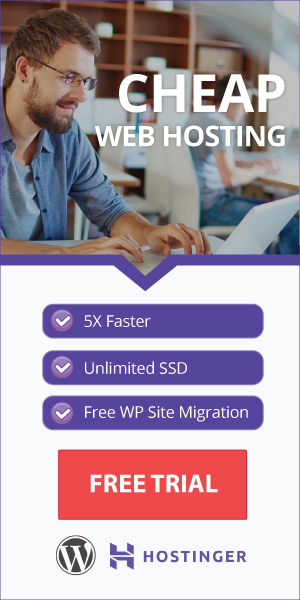 CHEAP
WEB HOSTING
5X Faster
Unlimited SSD
Free WP Site Migration
FREE TRIAL
HOSTINGER